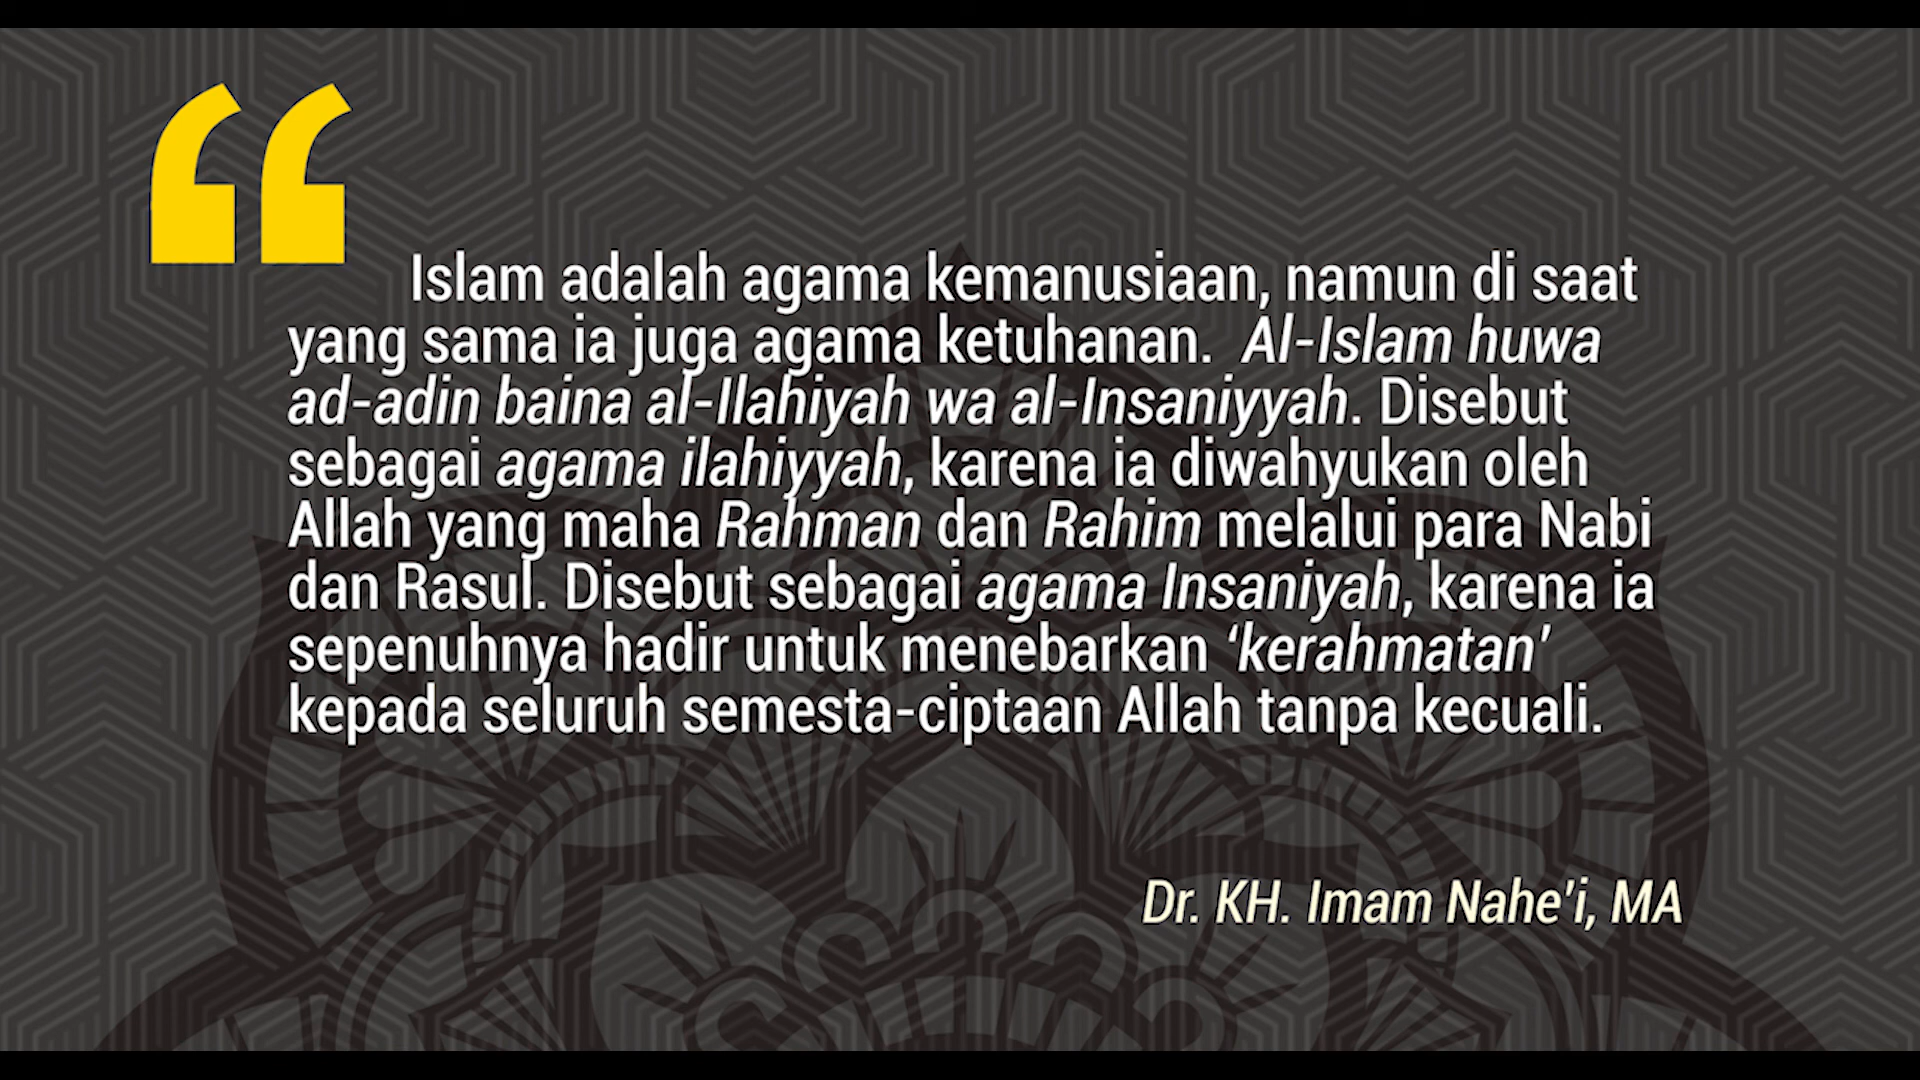 “
Islam adalah agama kemanusiaan, namun di saat
yang sama ia juga agama ketuhanan. Al-Islam huwa
ad-adin baina al-Ilahiyah wa al-Insaniyyah. Disebut
sebagai agama ilahiyyah, karena ia diwahyukan oleh
Allah yang maha Rahman dan Rahim melalui para Nabi
dan Rasul. Disebut sebagai agama Insaniyah, karena ia
sepenuhnya hadir untuk menebarkan ‘kerahmatan’
kepada seluruh semesta-ciptaan Allah tanpa kecuali.
Dr. KH. Imam Nahe’i, MA